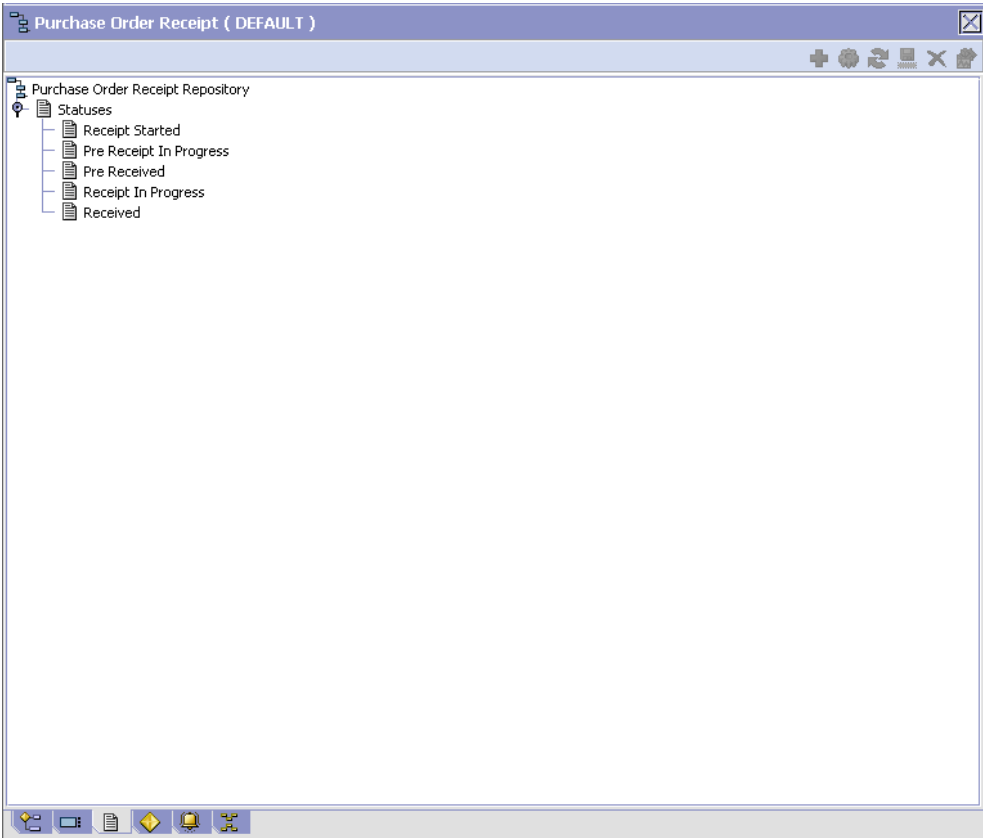 Purchase Order Receipt ( DEFAULT )
Purchase Order Receipt Repository
Statuses
Receipt Started
Pre Receipt In Progress
Pre Received
Receipt In Progress
Received